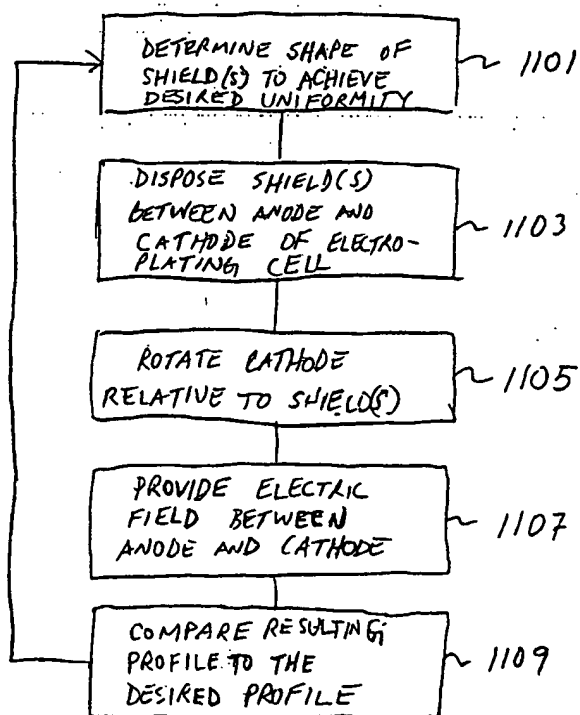 DETERMINE SHAPE OF
SHIELD(S) TO ACHIEVE
DESIRED UNIFORMITY
1101
DISPOSE SHIELD(S)
BETWEEN ANODE AND
CATHODE OF ELECTRO-
PLATING CELL
1103
ROTATE CATHODE
RELATIVE TO SHIELD(S)
1105
PROVIDE ELECTRIC
FIELD BETWEEN
ANODE AND CATHODE
1107
COMPARE RESULTING
PROFILE TO THE
DESIRED PROFILE
1109